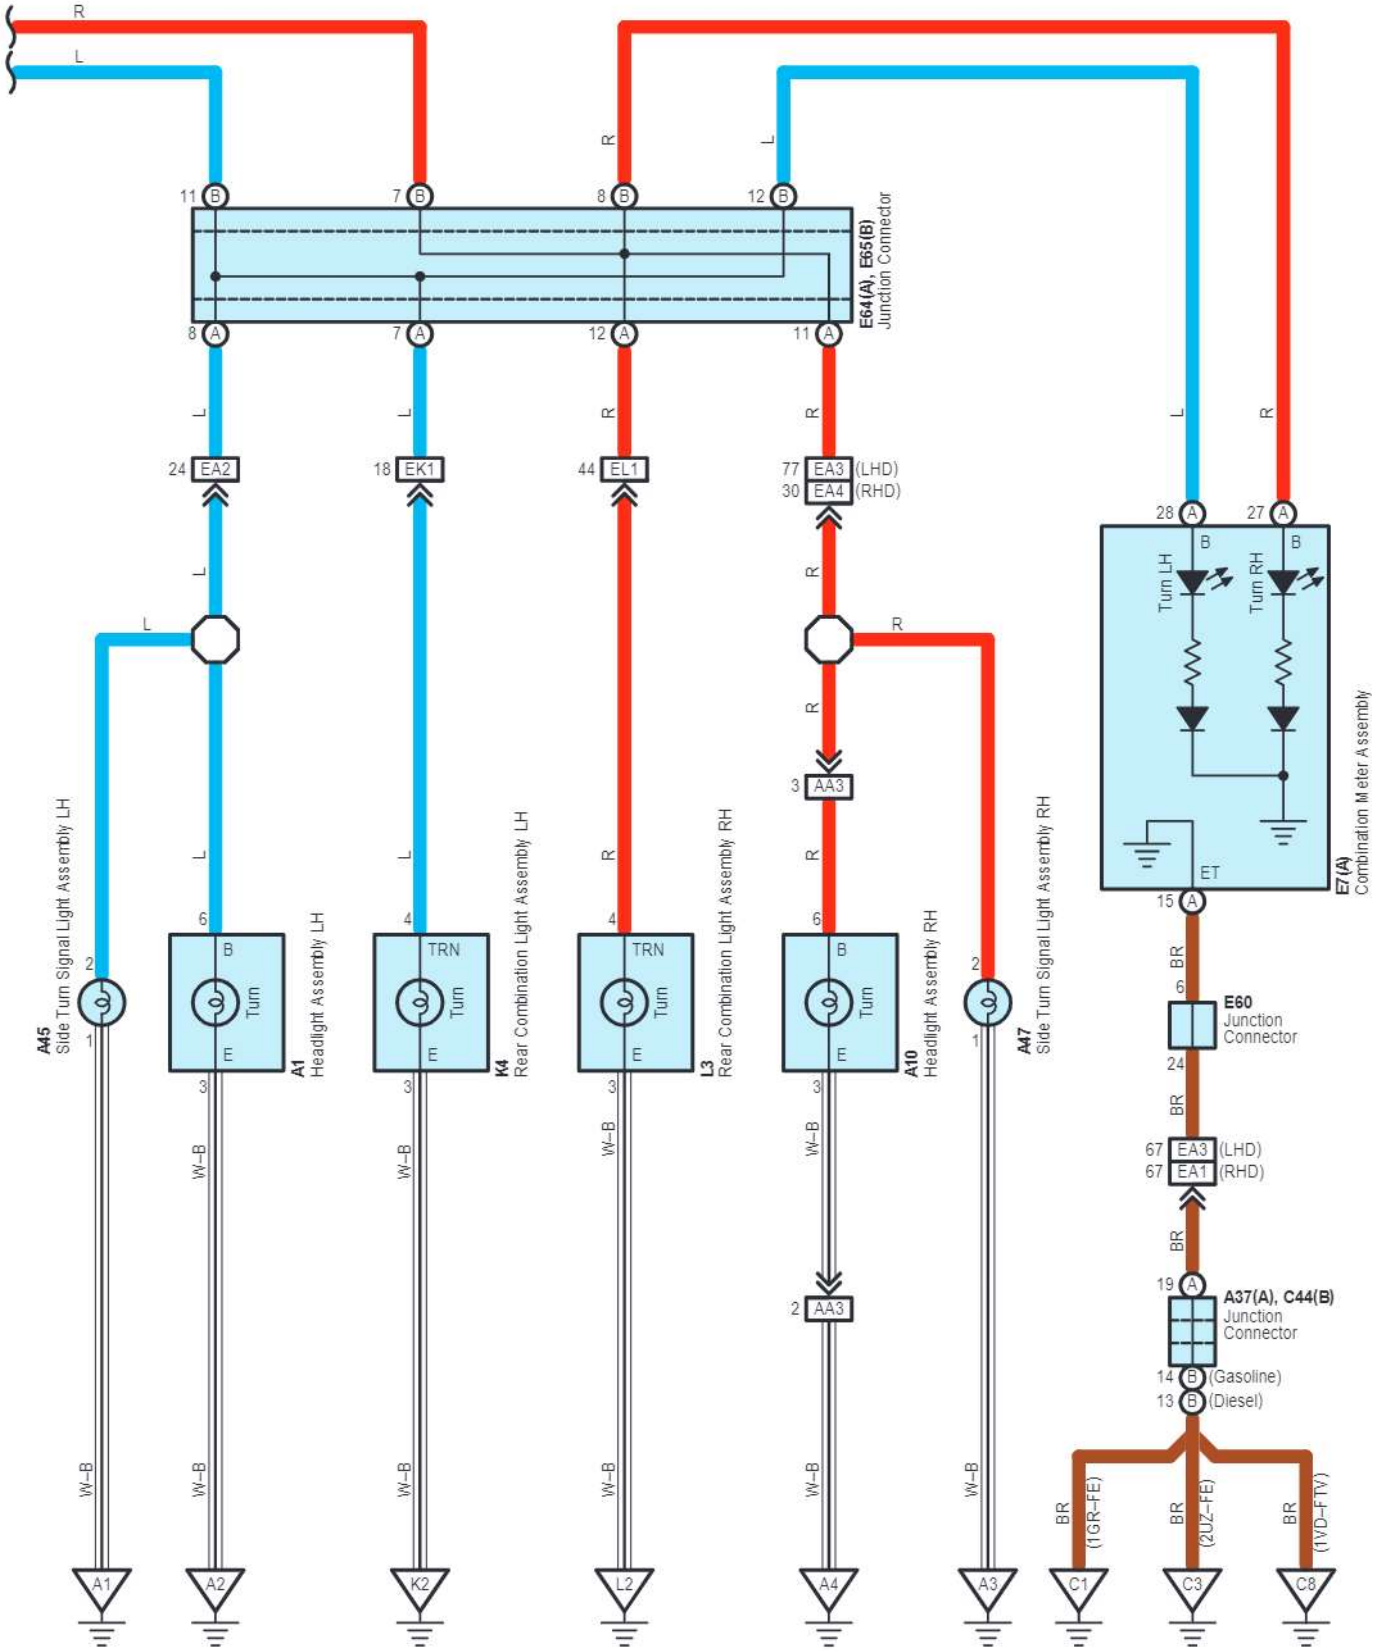 R
L
R
L
11 B
7 B
8 B
12 B
E64(A), E65(B)
Junction Connector
8 A
7 A
12 A
11 A
L
L
R
R
L
R
24 EA2
18 EK1
44 EL1
77 EA3 (LHD)
30 EA4 (RHD)
28 A
27 A
B
B
Turn LH
Turn RH
L
R
L
R
R
3 AA3
E7(A)
Combination Meter Assembly
ET
15 A
L
L
R
R
2
6
4
4
6
2
B
TRN
TRN
B
Turn
Turn
Turn
Turn
E
E
E
E
A45
Side Turn Signal Light Assembly LH
A1
Headlight Assembly LH
K4
Rear Combination Light Assembly LH
L3
Rear Combination Light Assembly RH
A10
Headlight Assembly RH
A47
Side Turn Signal Light Assembly RH
1
3
3
3
3
1
BR
6
E60
Junction
Connector
24
BR
W-B
W-B
W-B
W-B
67 EA3 (LHD)
67 EA1 (RHD)
BR
19 A
A37(A), C44(B)
Junction
Connector
2 AA3
14 B (Gasoline)
13 B (Diesel)
W-B
W-B
W-B
W-B
W-B
W-B
BR
(1GR-FE)
BR
(2UZ-FE)
BR
(1VD-FTV)
A1
A2
K2
L2
A4
A3
C1
C3
C8